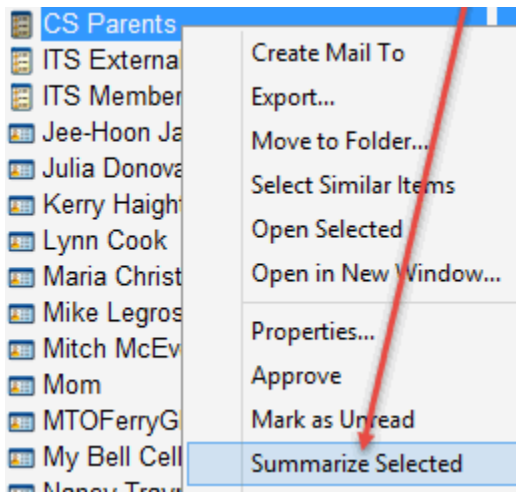 CS Parents
ITS Externa
ITS Member
Jee-Hoon Ja
Julia Donova
Kerry Haigh
Lynn Cook
Maria Christ
Mike Legros
Mitch McEv
Mom
MTOFerryG
My Bell Cell
Create Mail To
Export...
Move to Folder...
Select Similar Items
Open Selected
Open in New Window...
Properties...
Approve
Mark as Unread
Summarize Selected